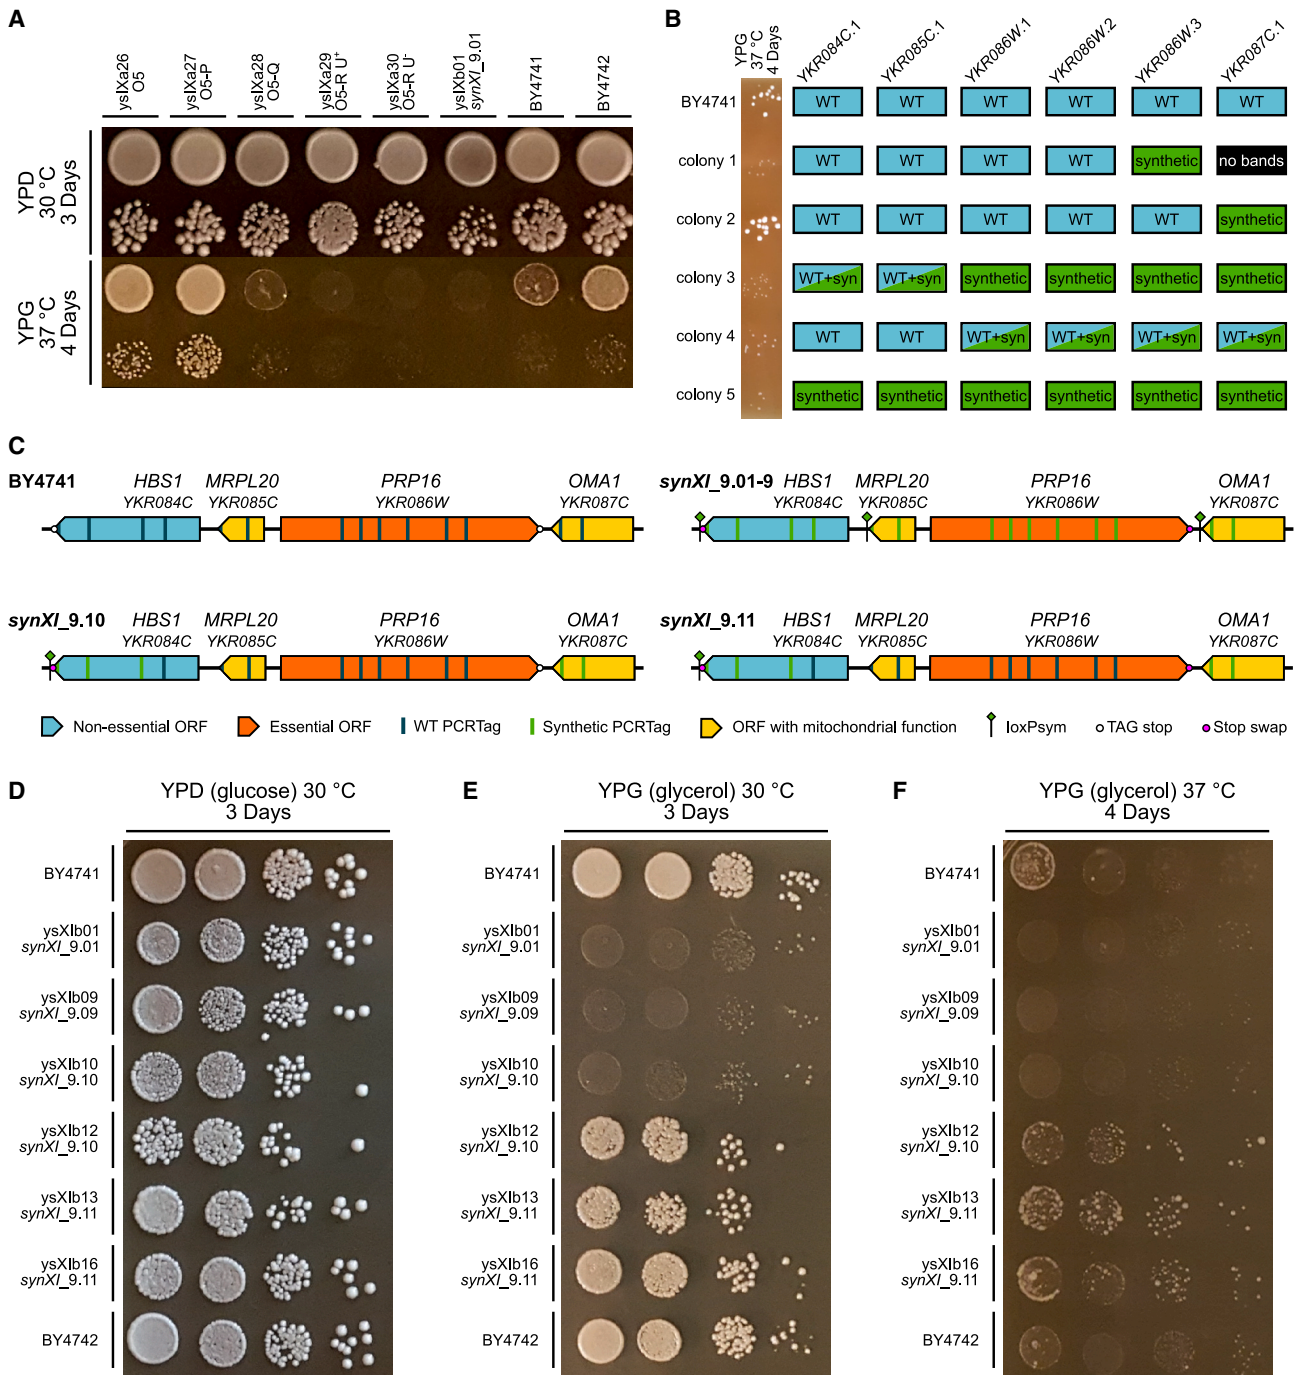 A
ysIXa26
O5
ysIXa27
O5-P
ysIXa28
O5-Q
ysIXa29
O5-R U+
ysIXa30
O5-R U-
ysIXb01
synXI_9.01
BY4741
BY4742
YPD
30 °C
3 Days
YPG
37 °C
4 Days
B
YPG
37 °C
4 Days
YKR084C.1
YKR085C.1
YKR086W.1
YKR086W.2
YKR086W.3
YKR087C.1
BY4741 WT WT WT WT WT WT
colony 1 WT WT WT WT synthetic no bands
colony 2 WT WT WT WT WT synthetic
colony 3 WT+syn WT+syn synthetic synthetic synthetic synthetic
colony 4 WT WT WT+syn WT+syn WT+syn WT+syn
colony 5 synthetic synthetic synthetic synthetic synthetic synthetic
C
BY4741 HBS1 MRPL20 PRP16 OMA1
YKR084C YKR085C YKR086W YKR087C
synXI_9.01-9 HBS1 MRPL20 PRP16 OMA1
YKR084C YKR085C YKR086W YKR087C
synXI_9.10 HBS1 MRPL20 PRP16 OMA1
YKR084C YKR085C YKR086W YKR087C
synXI_9.11 HBS1 MRPL20 PRP16 OMA1
YKR084C YKR085C YKR086W YKR087C
Non-essential ORF Essential ORF WT PCRTag Synthetic PCRTag ORF with mitochondrial function loxPsym TAG stop Stop swap
D
YPD (glucose) 30 °C
3 Days
BY4741
ysXIb01
synXI_9.01
ysXIb09
synXI_9.09
ysXIb10
synXI_9.10
ysXIb12
synXI_9.10
ysXIb13
synXI_9.11
ysXIb16
synXI_9.11
BY4742
E
YPG (glycerol) 30 °C
3 Days
BY4741
ysXIb01
synXI_9.01
ysXIb09
synXI_9.09
ysXIb10
synXI_9.10
ysXIb12
synXI_9.10
ysXIb13
synXI_9.11
ysXIb16
synXI_9.11
BY4742
F
YPG (glycerol) 37 °C
4 Days
BY4741
ysXIb01
synXI_9.01
ysXIb09
synXI_9.09
ysXIb10
synXI_9.10
ysXIb12
synXI_9.10
ysXIb13
synXI_9.11
ysXIb16
synXI_9.11
BY4742